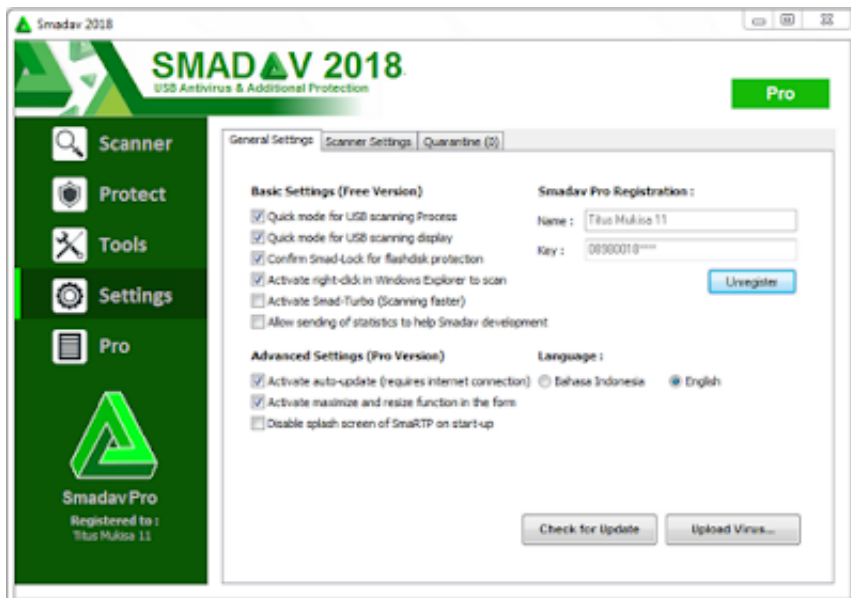 Smadav 2018
SMADAV 2018
USB Antivirus & Additional Protection
Pro
Scanner
Protect
Tools
Settings
Pro
Smadav Pro
Registered to :
Titus Mukisa 11
General Settings
Scanner Settings
Quarantine (0)
Basic Settings (Free Version)
Quick mode for USB scanning Process
Quick mode for USB scanning display
Confirm Smad-Lock for flashdisk protection
Activate right-click in Windows Explorer to scan
Activate Smad-Turbo (Scanning faster)
Allow sending of statistics to help Smadav development
Smadav Pro Registration :
Name : Titus Mukisa 11
Key : 08980018****
Unregister
Advanced Settings (Pro Version)
Activate auto-update (requires internet connection)
Activate maximize and resize function in the form
Disable splash screen of SmaRTP on start-up
Language :
Bahasa Indonesia
English
Check for Update
Upload Virus...